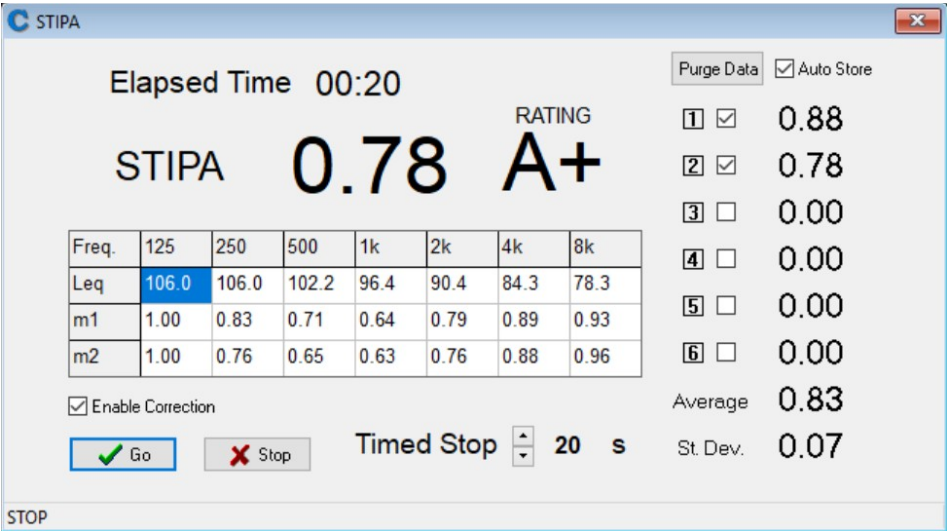 STIPA
Elapsed Time 00:20
RATING
STIPA 0.78 A+
Freq. 125 250 500 1k 2k 4k 8k
Leq 106.0 106.0 102.2 96.4 90.4 84.3 78.3
m1 1.00 0.83 0.71 0.64 0.79 0.89 0.93
m2 1.00 0.76 0.65 0.63 0.76 0.88 0.96
Enable Correction
Go Stop Timed Stop 20 s
Purge Data Auto Store
1 0.88
2 0.78
3 0.00
4 0.00
5 0.00
6 0.00
Average 0.83
St. Dev. 0.07
STOP